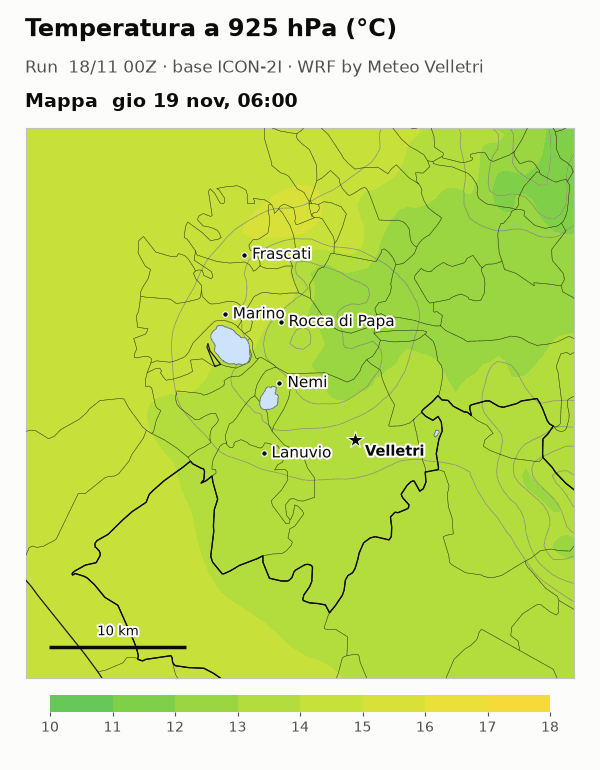 Temperatura a 925 hPa (°C)
Run  18/11 00Z · base ICON-2I · WRF by Meteo Velletri
Mappa  gio 19 nov, 06:00
Frascati
Marino
Rocca di Papa
Nemi
Velletri
Lanuvio
10 km
10 11 12 13 14 15 16 17 18